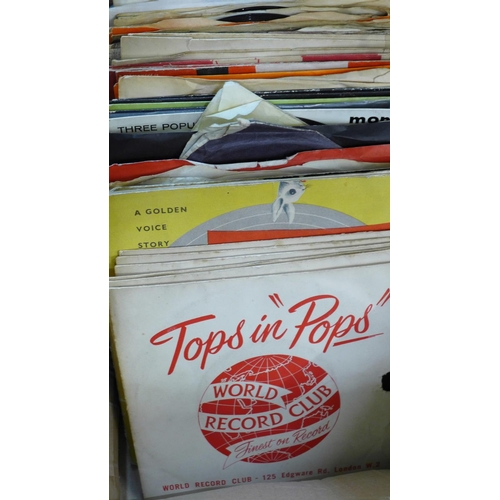 THREE POPU
mon
A GOLDEN
VOICE
STORY
Tops in "Pops"
WORLD
RECORD CLUB
Finest on Record
WORLD RECORD CLUB - 125 Edgware Rd, London W.